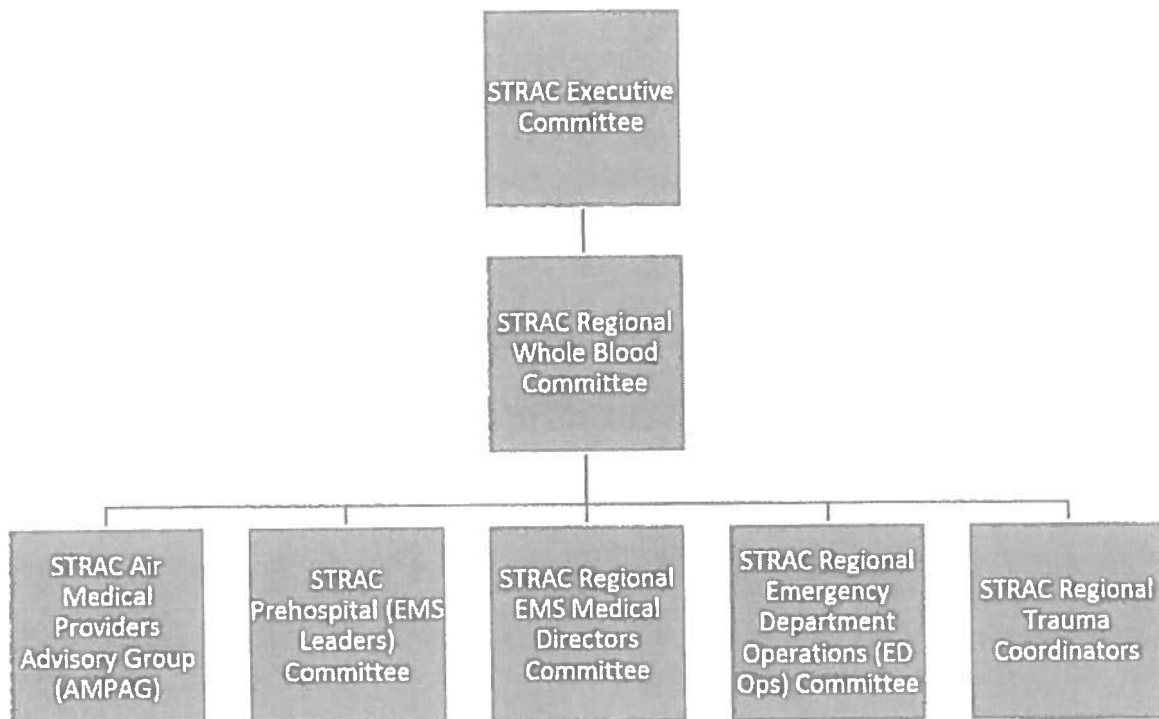 STRAC Executive
Committee
STRAC Regional
Whole Blood
Committee
STRAC Air
Medical
Providers
Advisory Group
(AMPAG)
STRAC
Prehospital (EMS
Leaders)
Committee
STRAC Regional
EMS Medical
Directors
Committee
STRAC Regional
Emergency
Department
Operations (ED
Ops) Committee
STRAC Regional
Trauma
Coordinators